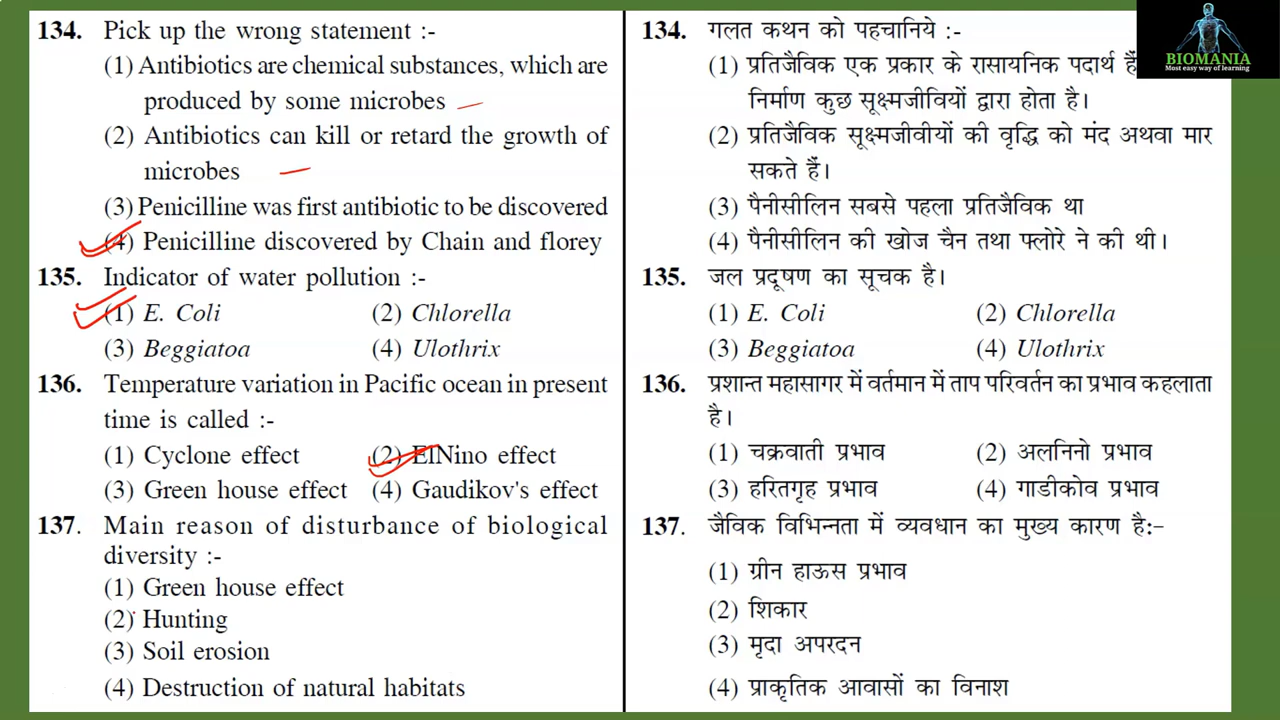 134. Pick up the wrong statement :-
(1) Antibiotics are chemical substances, which are
produced by some microbes
(2) Antibiotics can kill or retard the growth of
microbes
(3) Penicilline was first antibiotic to be discovered
(4) Penicilline discovered by Chain and florey
135. Indicator of water pollution :-
(1) E. Coli (2) Chlorella
(3) Beggiatoa (4) Ulothrix
136. Temperature variation in Pacific ocean in present
time is called :-
(1) Cyclone effect (2) ElNino effect
(3) Green house effect (4) Gaudikov's effect
137. Main reason of disturbance of biological
diversity :-
(1) Green house effect
(2) Hunting
(3) Soil erosion
(4) Destruction of natural habitats
134. गलत कथन को पहचानिये :-
(1) प्रतिजैविक एक प्रकार के रासायनिक पदार्थ हैं
निर्माण कुछ सूक्ष्मजीवियों द्वारा होता है।
(2) प्रतिजैविक सूक्ष्मजीवीयों की वृद्धि को मंद अथवा मार
सकते हैं।
(3) पैनीसीलिन सबसे पहला प्रतिजैविक था
(4) पैनीसीलिन की खोज चैन तथा फ्लोरे ने की थी।
135. जल प्रदूषण का सूचक है।
(1) E. Coli (2) Chlorella
(3) Beggiatoa (4) Ulothrix
136. प्रशान्त महासागर में वर्तमान में ताप परिवर्तन का प्रभाव कहलाता
है।
(1) चक्रवाती प्रभाव (2) अलनिनो प्रभाव
(3) हरितगृह प्रभाव (4) गाडीकोव प्रभाव
137. जैविक विभिन्नता में व्यवधान का मुख्य कारण है:-
(1) ग्रीन हाऊस प्रभाव
(2) शिकार
(3) मृदा अपरदन
(4) प्राकृतिक आवासों का विनाश
BIOMANIA
Most easy way of learning